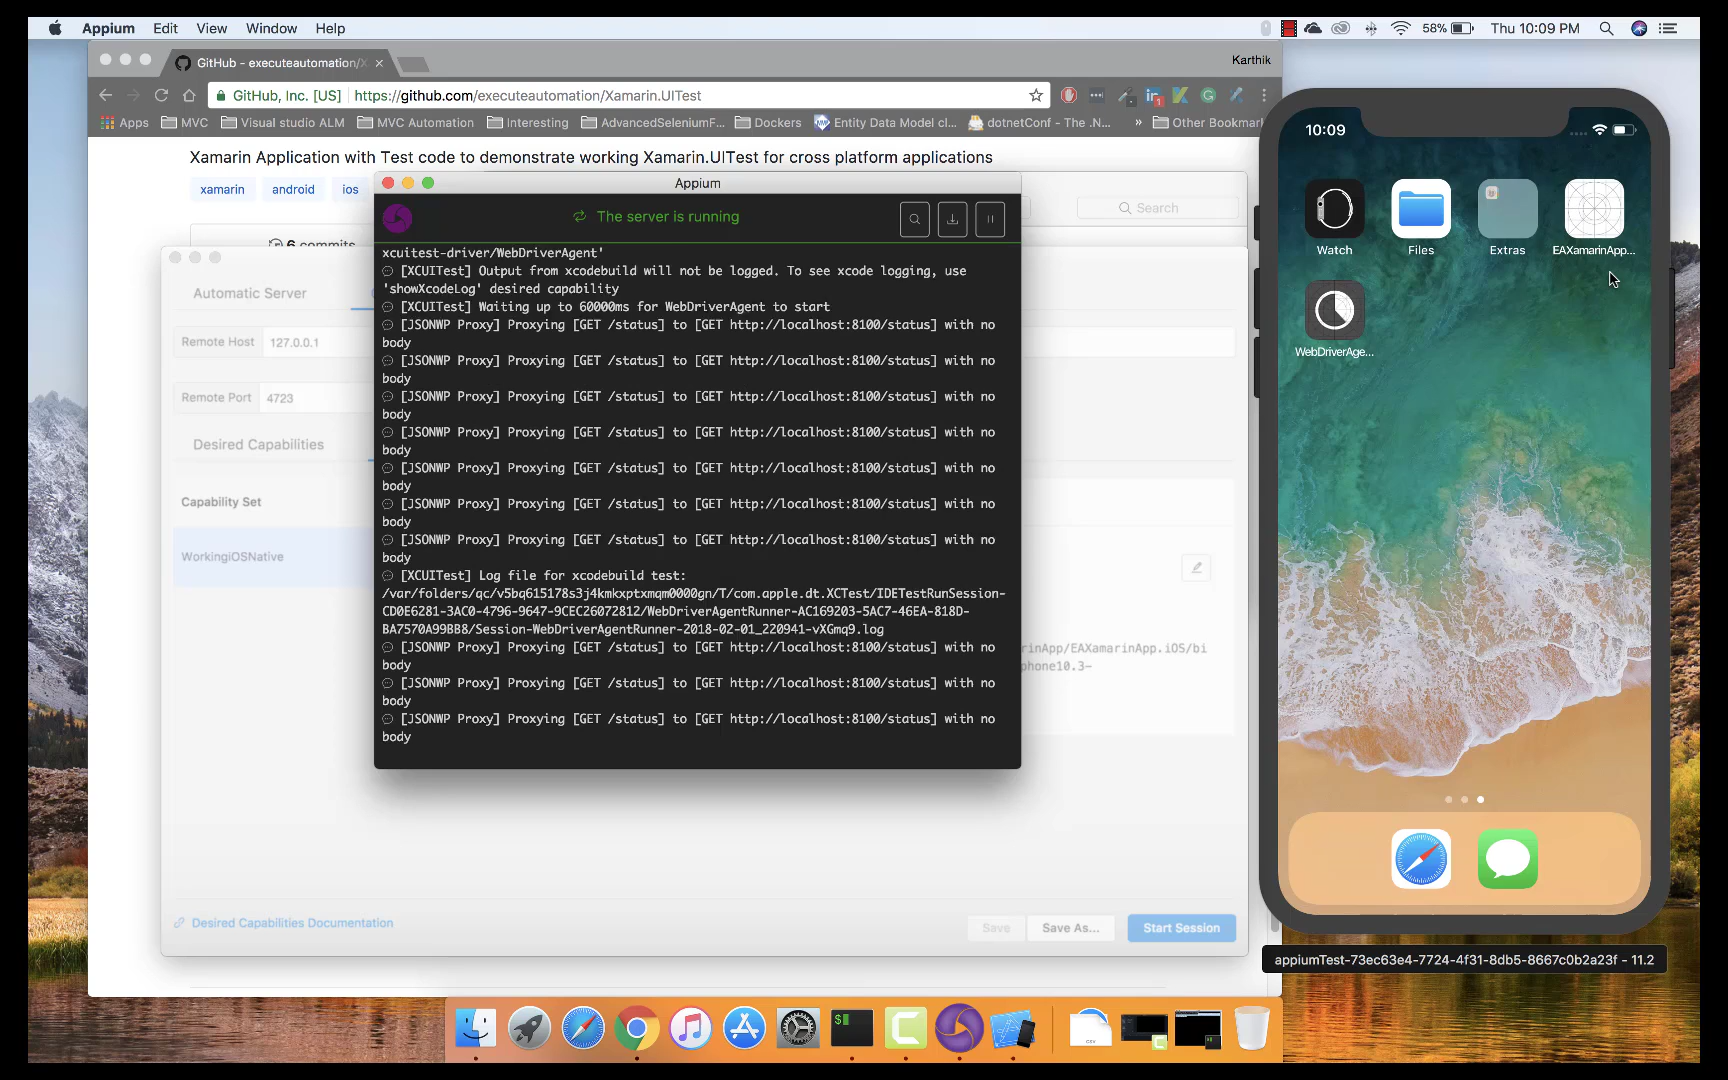 Appium Edit View Window Help
58% Thu 10:09 PM
GitHub - executeautomation/X
Karthik
GitHub, Inc. [US] https://github.com/executeautomation/Xamarin.UITest
Apps MVC Visual studio ALM MVC Automation Interesting AdvancedSeleniumF... Dockers Entity Data Model cl... dotnetConf - The .N... » Other Bookmar
Xamarin Application with Test code to demonstrate working Xamarin.UITest for cross platform applications
xamarin android ios
6 commits
Search
Automatic Server
Remote Host 127.0.0.1
Remote Port 4723
Desired Capabilities
Capability Set
WorkingiOSNative
rinApp/EAXamarinApp.iOS/bi
phone10.3-
Desired Capabilities Documentation
Save Save As... Start Session
Appium
The server is running
xcuitest-driver/WebDriverAgent'
[XCUITest] Output from xcodebuild will not be logged. To see xcode logging, use
'showXcodeLog' desired capability
[XCUITest] Waiting up to 60000ms for WebDriverAgent to start
[JSONWP Proxy] Proxying [GET /status] to [GET http://localhost:8100/status] with no
body
[JSONWP Proxy] Proxying [GET /status] to [GET http://localhost:8100/status] with no
body
[JSONWP Proxy] Proxying [GET /status] to [GET http://localhost:8100/status] with no
body
[JSONWP Proxy] Proxying [GET /status] to [GET http://localhost:8100/status] with no
body
[JSONWP Proxy] Proxying [GET /status] to [GET http://localhost:8100/status] with no
body
[JSONWP Proxy] Proxying [GET /status] to [GET http://localhost:8100/status] with no
body
[JSONWP Proxy] Proxying [GET /status] to [GET http://localhost:8100/status] with no
body
[XCUITest] Log file for xcodebuild test:
/var/folders/qc/v5bq615178s3j4kmkxptxmqm0000gn/T/com.apple.dt.XCTest/IDETestRunSession-
CD0E6281-3AC0-4796-9647-9CEC26072812/WebDriverAgentRunner-AC169203-5AC7-46EA-818D-
BA7570A99BB8/Session-WebDriverAgentRunner-2018-02-01_220941-vXGmq9.log
[JSONWP Proxy] Proxying [GET /status] to [GET http://localhost:8100/status] with no
body
[JSONWP Proxy] Proxying [GET /status] to [GET http://localhost:8100/status] with no
body
[JSONWP Proxy] Proxying [GET /status] to [GET http://localhost:8100/status] with no
body
10:09
Watch Files Extras EAXamarinApp...
WebDriverAge...
appiumTest-73ec63e4-7724-4f31-8db5-8667c0b2a23f - 11.2